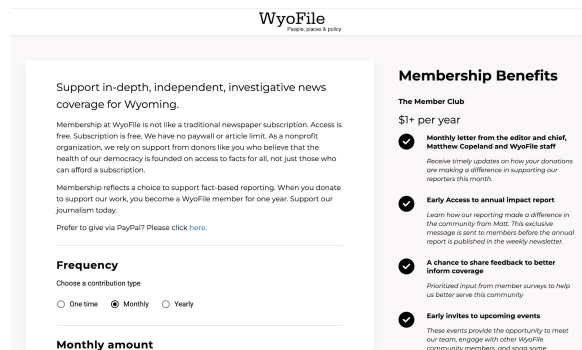 WyoFile
People, places & policy
Support in-depth, independent, investigative news
coverage for Wyoming.
Membership at WyoFile is not like a traditional newspaper subscription. Access is
free. Subscription is free. We have no paywall or article limit. As a nonprofit
organization, we rely on support from donors like you who believe that the
health of our democracy is founded on access to facts for all, not just those who
can afford a subscription.
Membership reflects a choice to support fact-based reporting. When you donate
to support our work, you become a WyoFile member for one year. Support our
journalism today.
Prefer to give via PayPal? Please click here.
Frequency
Choose a contribution type
One time Monthly Yearly
Monthly amount
Membership Benefits
The Member Club
$1+ per year
Monthly letter from the editor and chief,
Matthew Copeland and WyoFile staff
Receive timely updates on how your donations
are making a difference in supporting our
reporters this month.
Early Access to annual impact report
Learn how our reporting made a difference in
the community from Matt. This exclusive
message is sent to members before the annual
report is published in the weekly newsletter.
A chance to share feedback to better
inform coverage
Prioritized input from member surveys to help
us better serve this community
Early invites to upcoming events
These events provide the opportunity to meet
our team, engage with other WyoFile
community members, and snag some